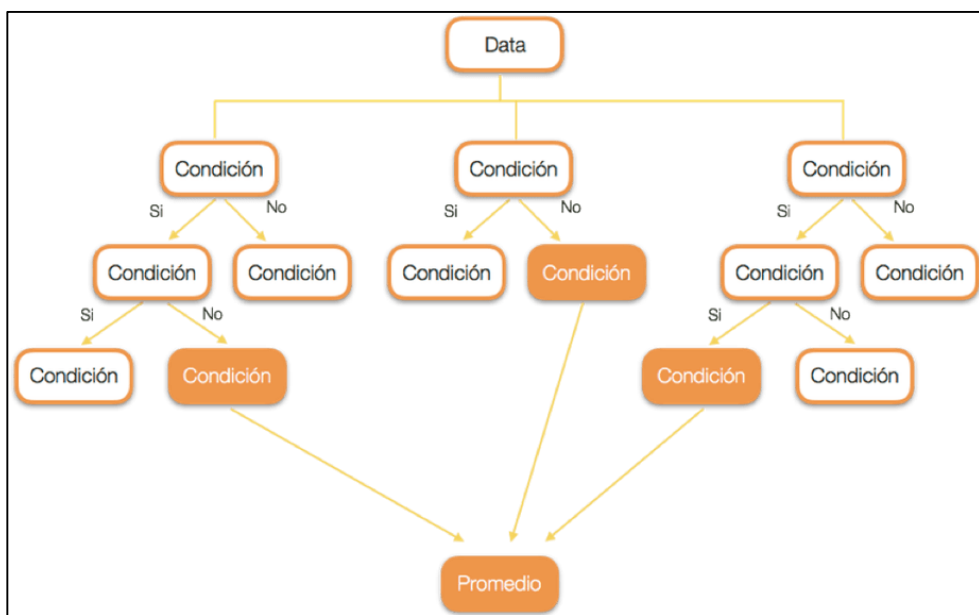 Data
Condición Condición Condición
Si No Si No Si No
Condición Condición Condición Condición Condición Condición
Si No Si No
Condición Condición Condición Condición
Promedio